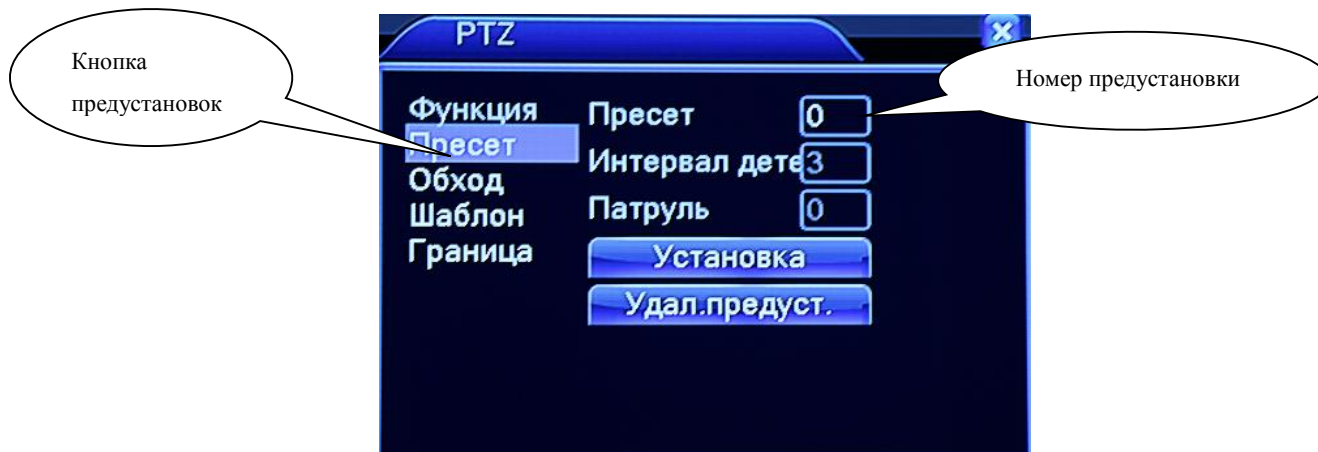 Кнопка
предустановок
PTZ
Номер предустановки
Функция
Пресет
Обход
Шаблон
Граница
Пресет 0
Интервал дете 3
Патруль 0
Установка
Удал.предуст.